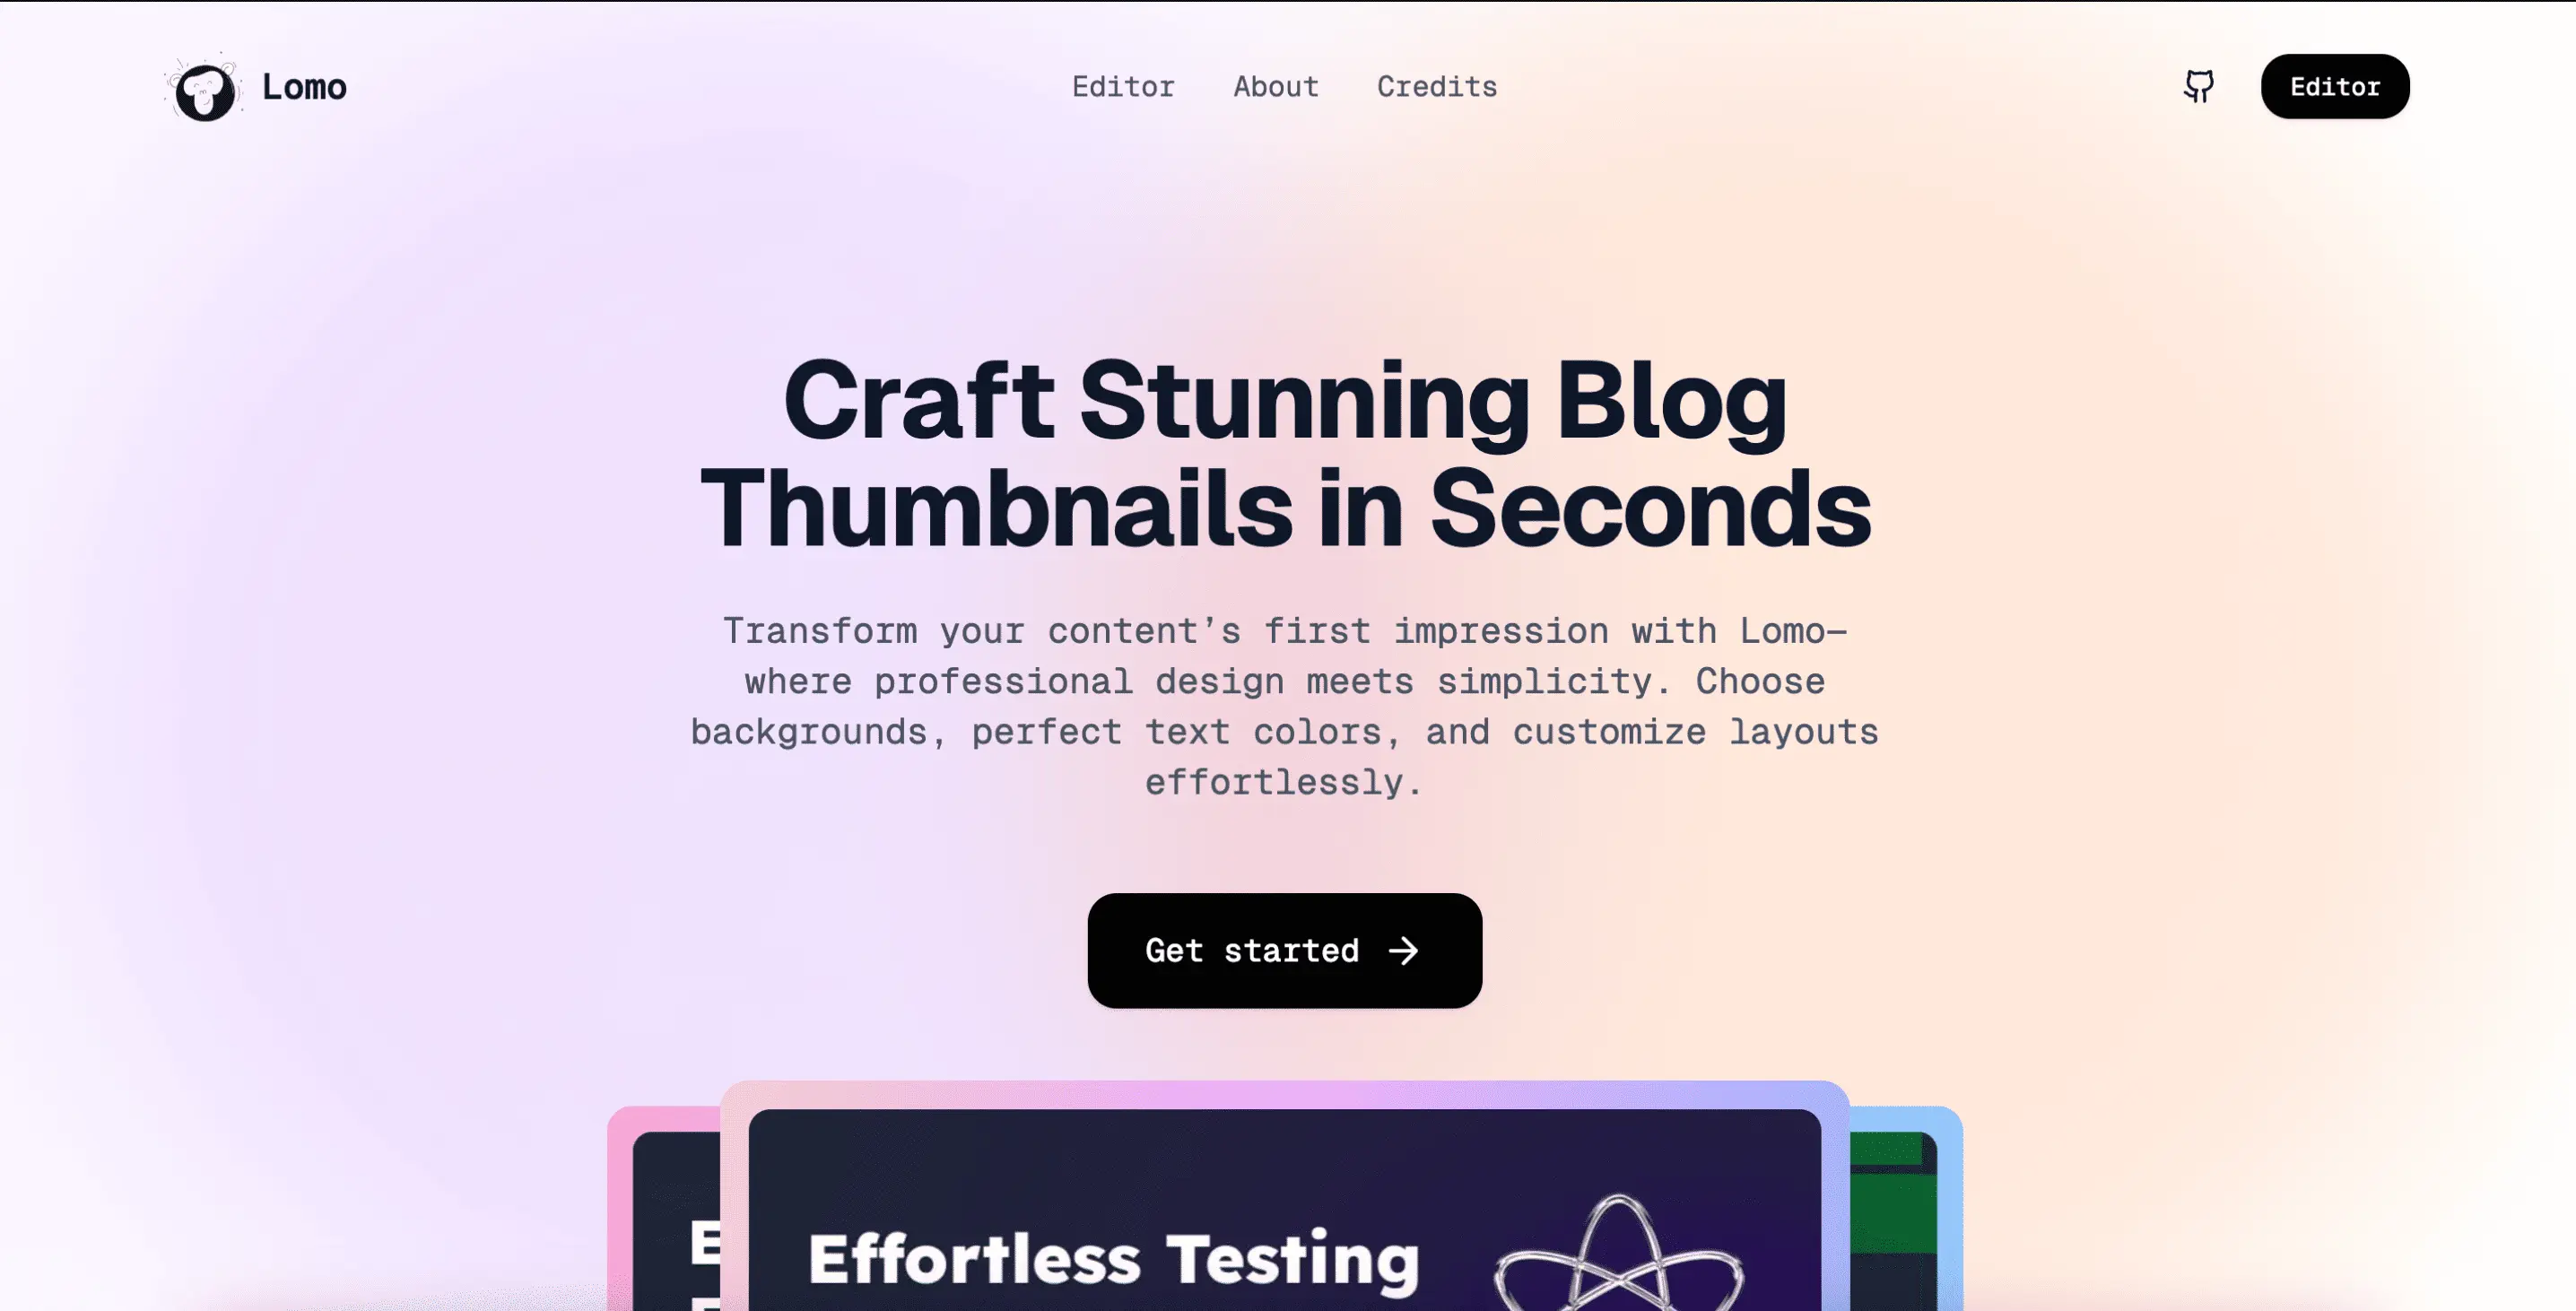 Lomo
Editor
About
Credits
Editor
Craft Stunning Blog
Thumbnails in Seconds
Transform your content’s first impression with Lomo—
where professional design meets simplicity. Choose
backgrounds, perfect text colors, and customize layouts
effortlessly.
Get started →
E
Effortless Testing